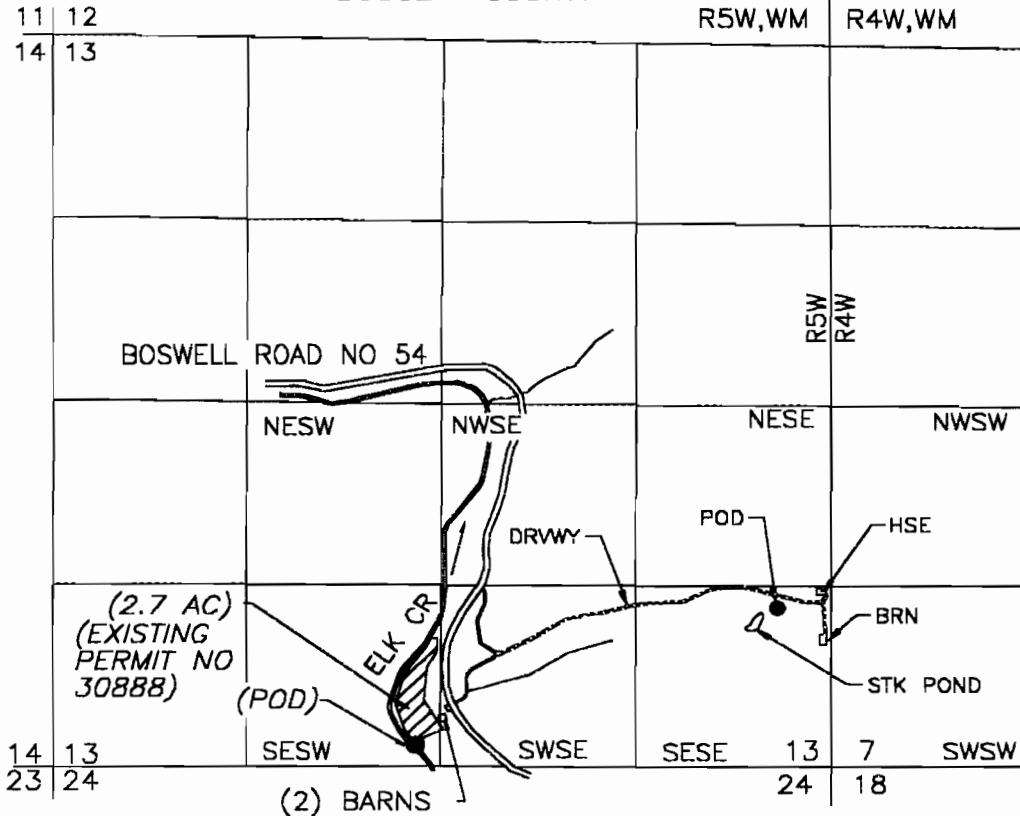 11 12
R5W,WM R4W,WM
14 13
R5W
R4W
BOSWELL ROAD NO 54
NESW
NWSE
NESE
NWSW
POD
HSE
DRVWY
(2.7 AC)
(EXISTING
PERMIT NO
30888)
ELK CR
BRN
(POD)
STK POND
14 13
SESW
SWSE
SESE
13 7
SWSW
23 24
24 18
(2) BARNS